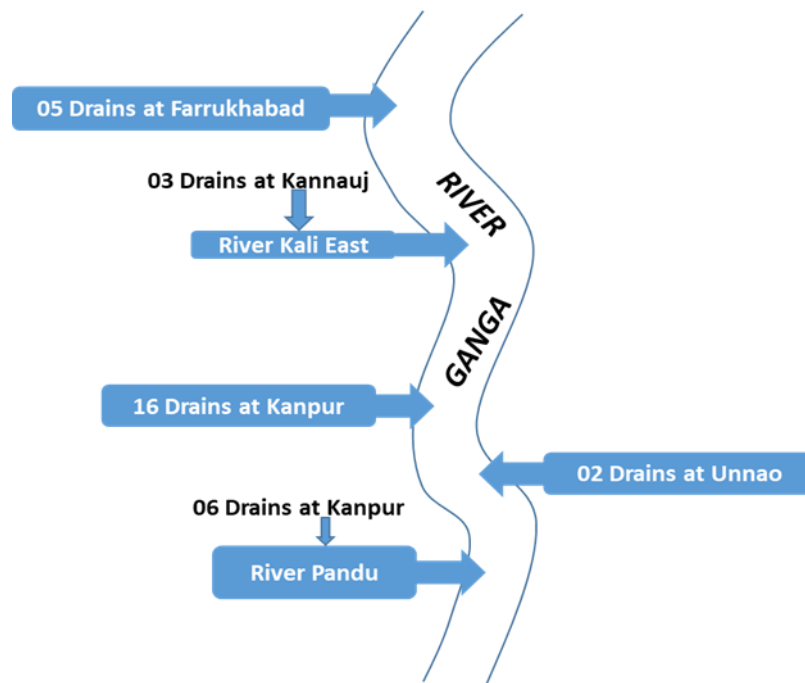 05 Drains at Farrukhabad
03 Drains at Kannauj
River Kali East
RIVER
GANGA
16 Drains at Kanpur
02 Drains at Unnao
06 Drains at Kanpur
River Pandu